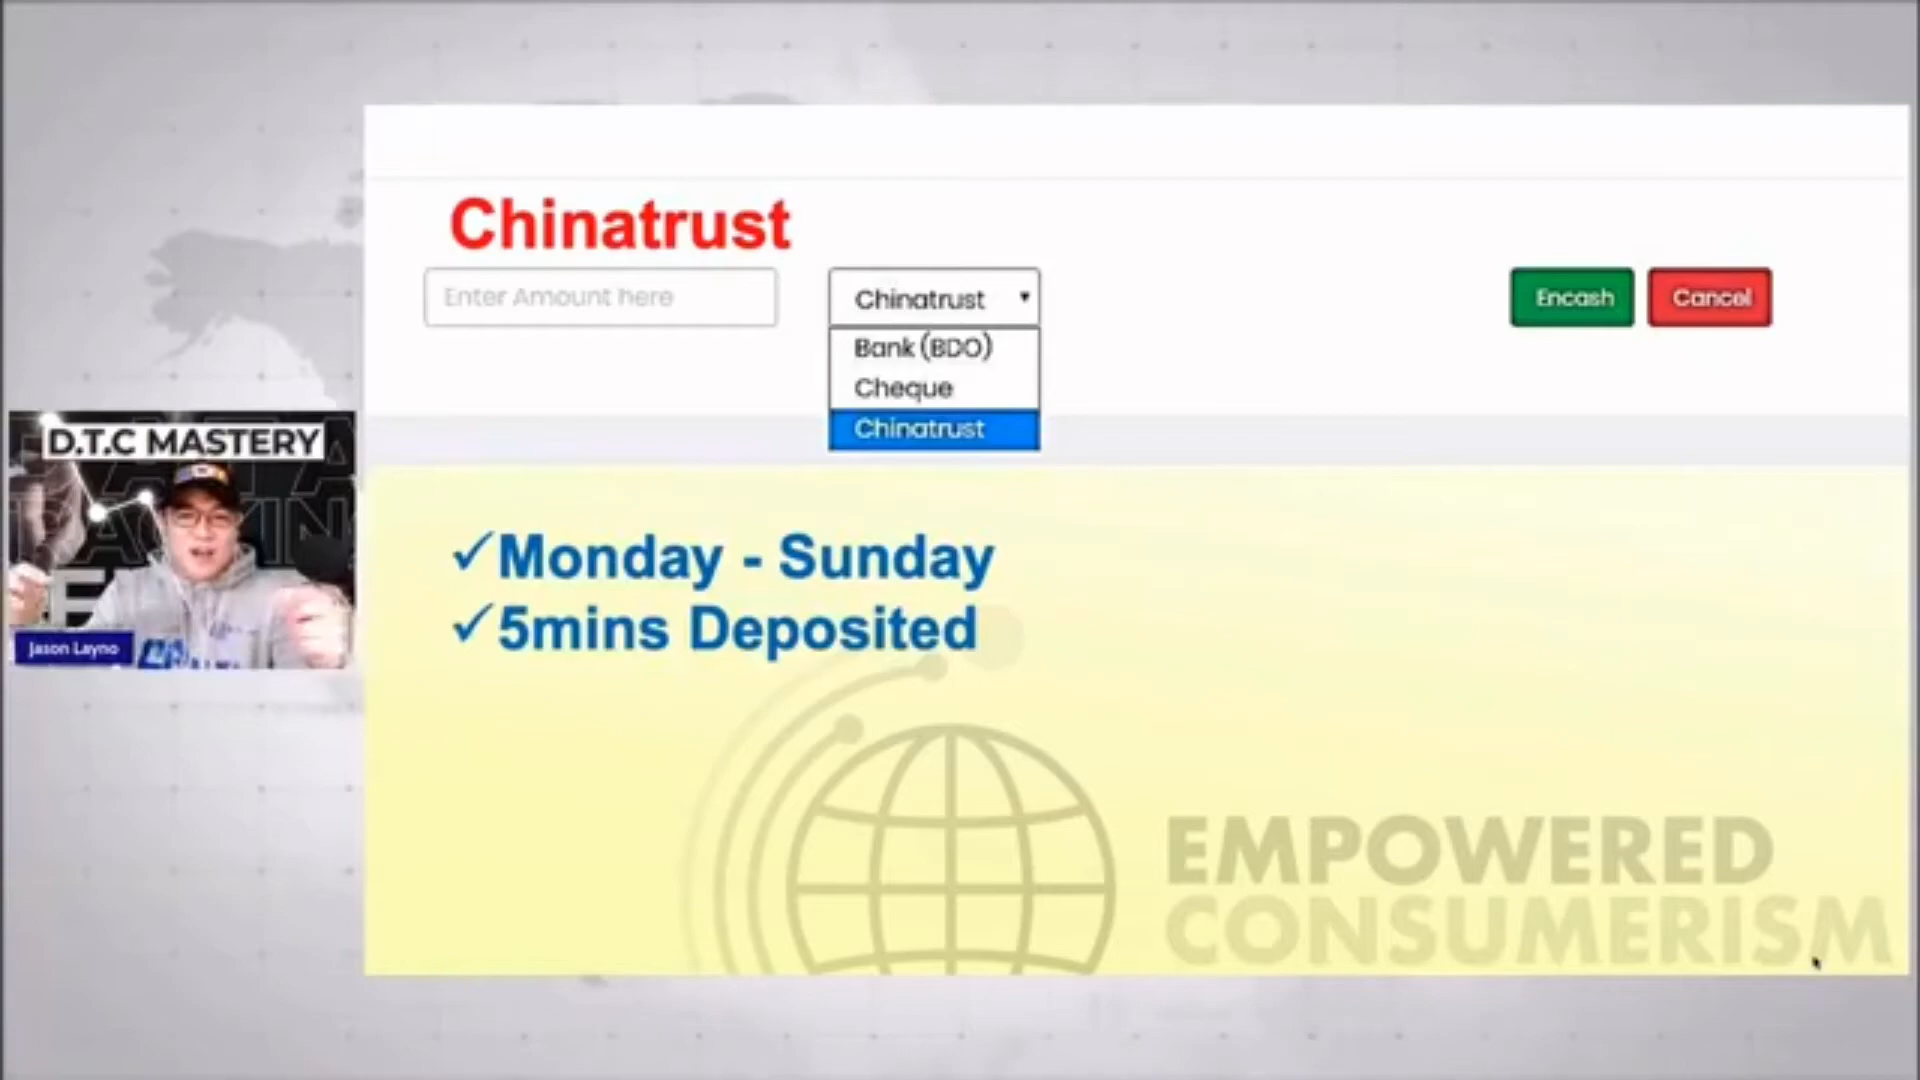 Chinatrust
Enter Amount here
Chinatrust
Encash
Cancel
Bank (BDO)
Cheque
Chinatrust
D.T.C MASTERY
Jason Layno
✓Monday - Sunday
✓5mins Deposited
EMPOWERED
CONSUMERISM